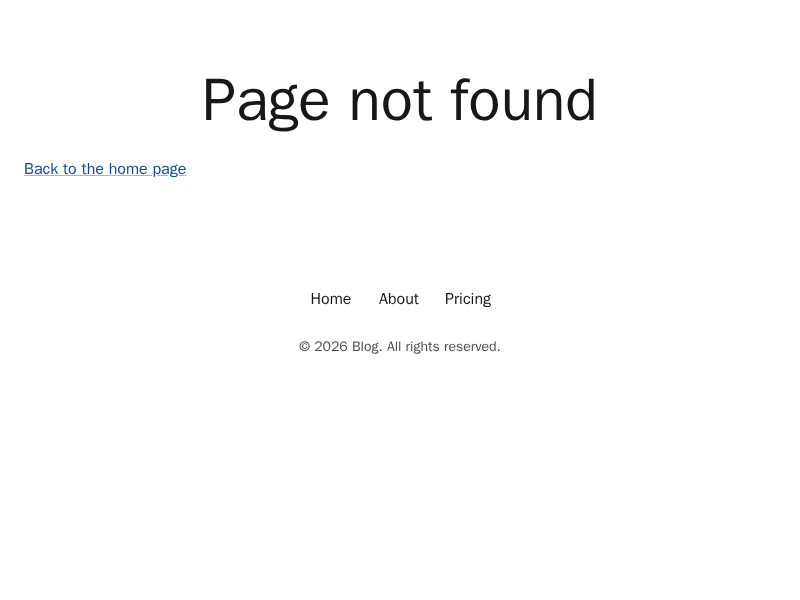 Page not found
Back to the home page
Home About Pricing
© 2026 Blog. All rights reserved.